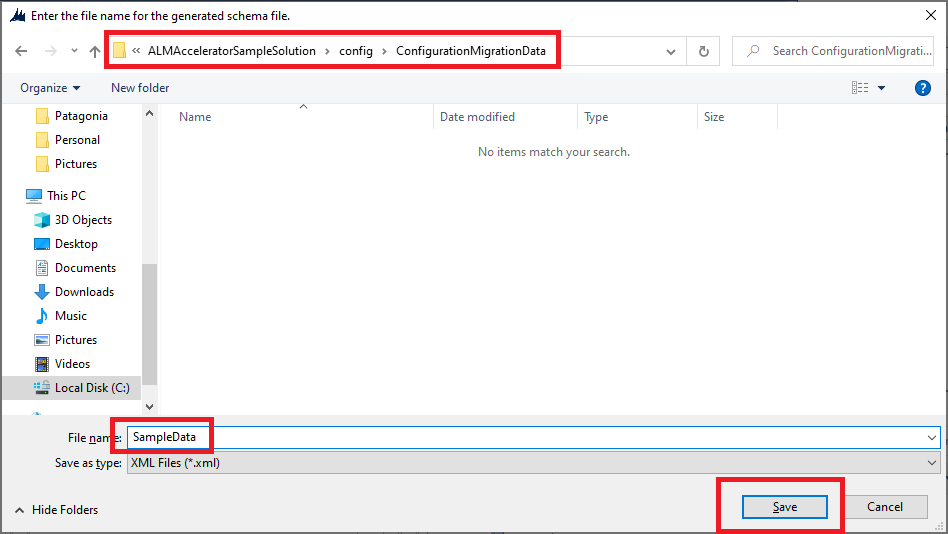 Enter the file name for the generated schema file.
« ALMAcceleratorSampleSolution › config › ConfigurationMigrationData
Search ConfigurationMigrati...
Organize
New folder
?
Name
Date modified
Type
Size
No items match your search.
Patagonia
Personal
Pictures
This PC
3D Objects
Desktop
Documents
Downloads
Music
Pictures
Videos
Local Disk (C:)
File name: SampleData
Save as type: XML Files (*.xml)
Hide Folders
Save
Cancel